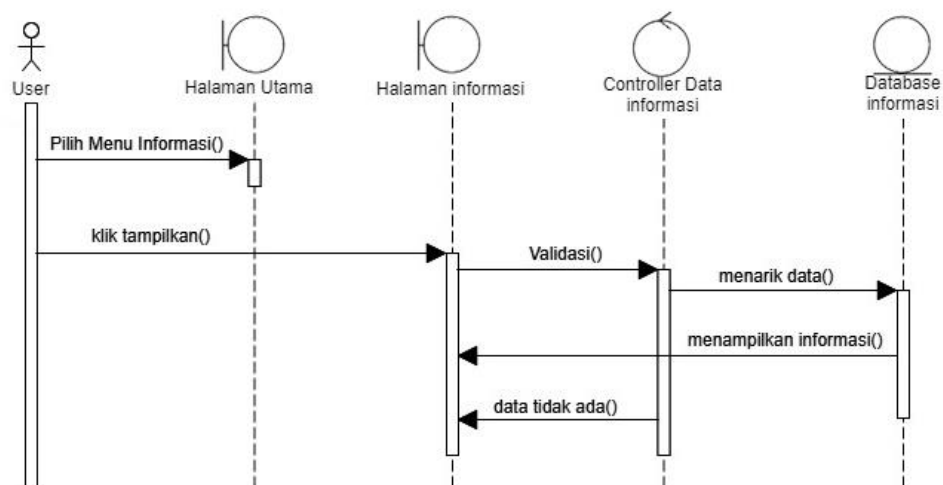 User
Halaman Utama
Halaman informasi
Controller Data
informasi
Database
informasi
Pilih Menu Informasi()
klik tampilkan()
Validasi()
menarik data()
menampilkan informasi()
data tidak ada()